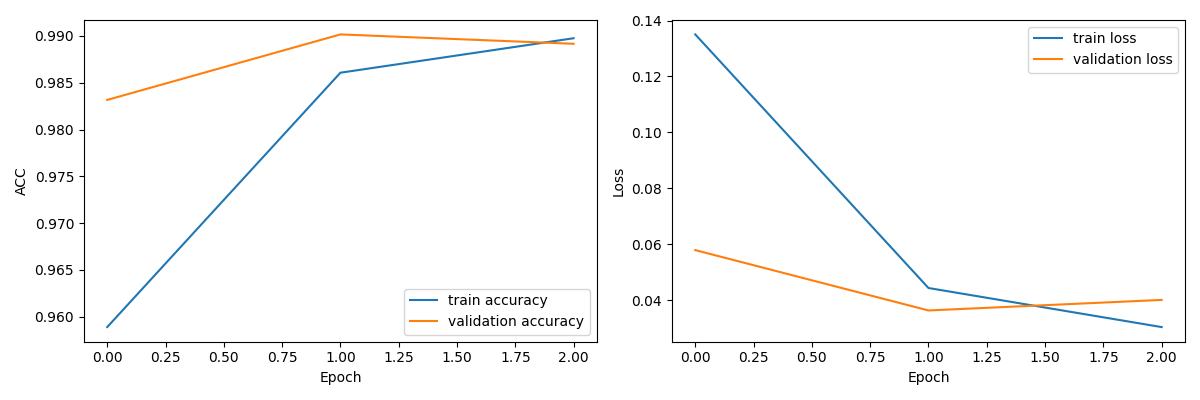 0.990
0.985
0.980
0.975
0.970
0.965
0.960
ACC
train accuracy
validation accuracy
0.00 0.25 0.50 0.75 1.00 1.25 1.50 1.75 2.00
Epoch
0.14
0.12
0.10
0.08
0.06
0.04
Loss
train loss
validation loss
0.00 0.25 0.50 0.75 1.00 1.25 1.50 1.75 2.00
Epoch